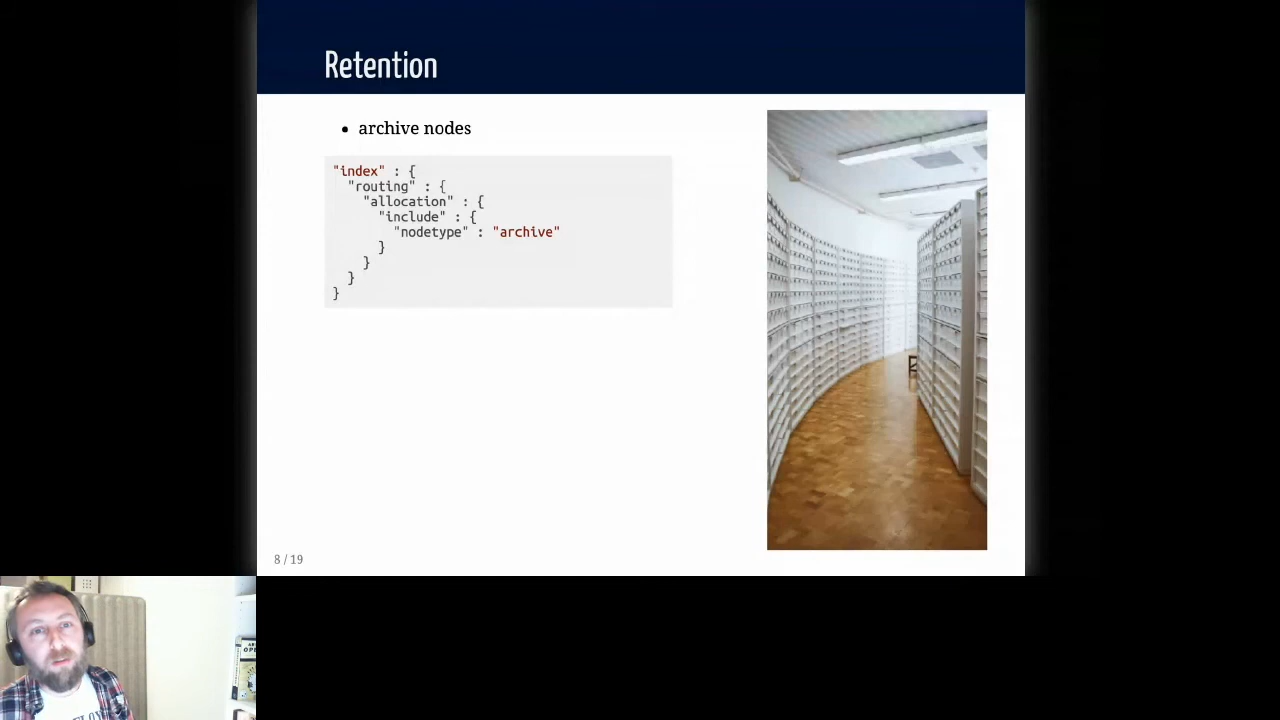 Retention
• archive nodes
"index" : {
"routing" : {
"allocation" : {
"include" : {
"nodetype" : "archive"
}
}
}
}
8 / 19